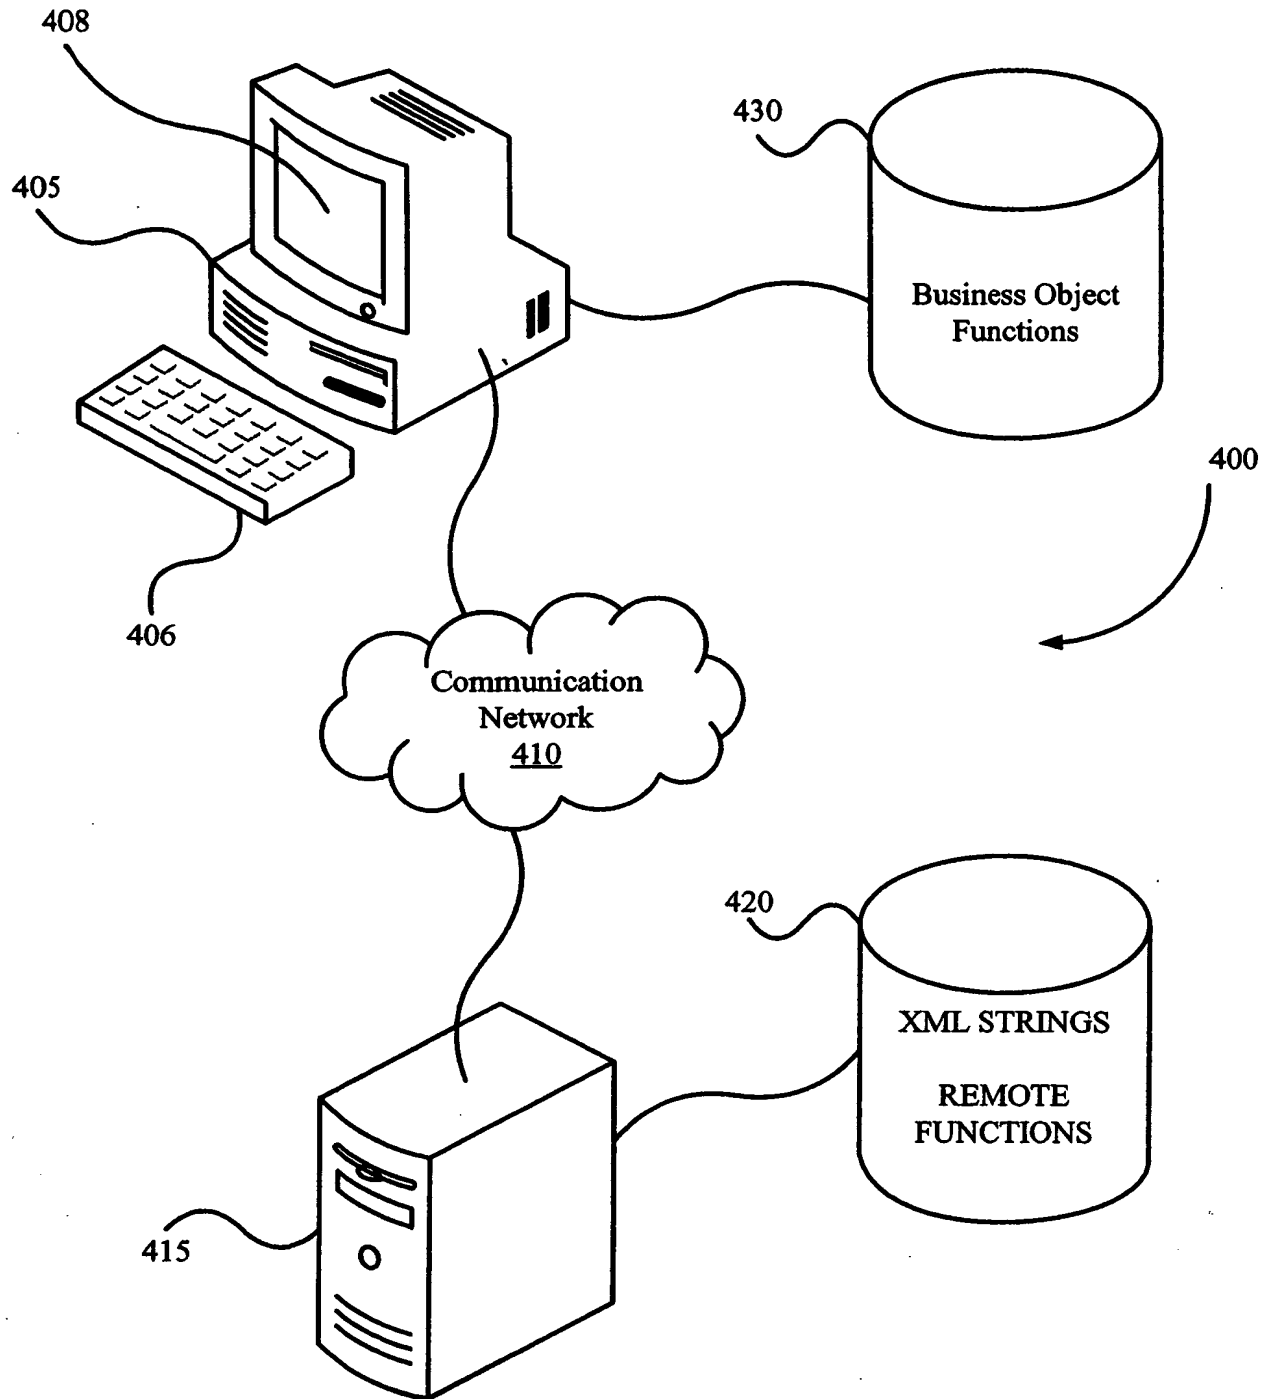 408
430
405
Business Object
Functions
400
406
Communication
Network
410
420
XML STRINGS
REMOTE
FUNCTIONS
415